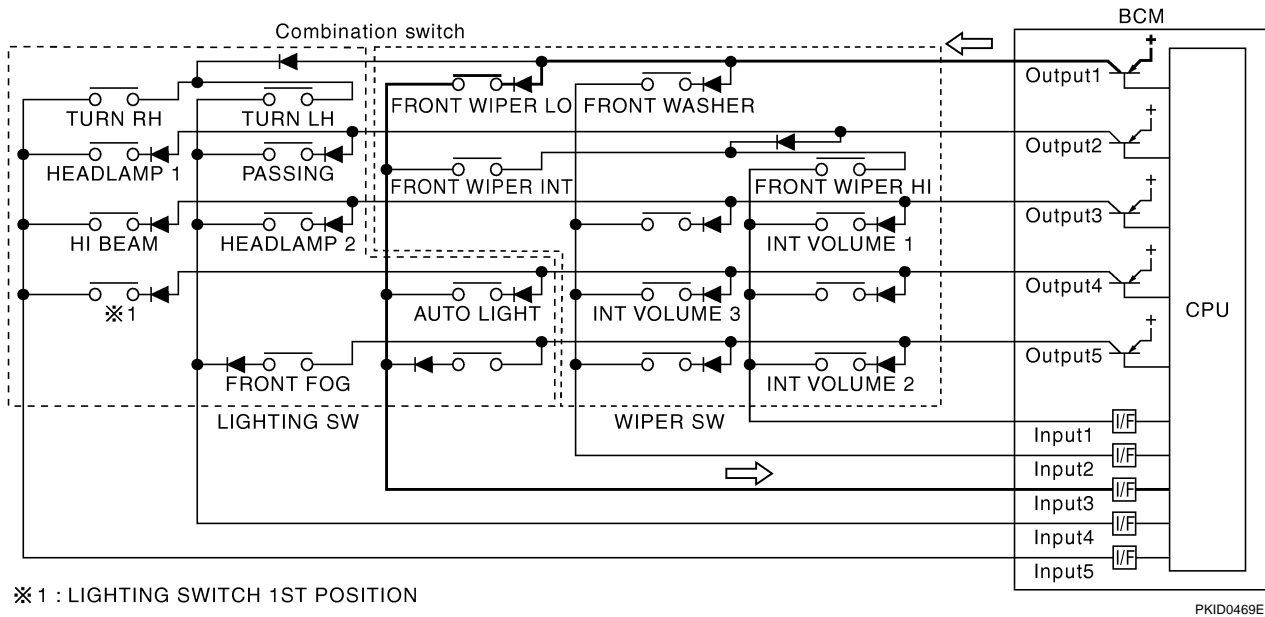 BCM
Combination switch
+
Output1
FRONT WIPER LO FRONT WASHER
TURN RH TURN LH
+
Output2
HEADLAMP 1 PASSING FRONT WIPER INT FRONT WIPER HI
+
Output3
HI BEAM HEADLAMP 2 INT VOLUME 1
+
Output4
※1 AUTO LIGHT INT VOLUME 3
CPU
+
Output5
FRONT FOG INT VOLUME 2
LIGHTING SW WIPER SW
I/F
Input1
I/F
Input2
I/F
Input3
I/F
Input4
I/F
Input5
※1 : LIGHTING SWITCH 1ST POSITION
PKID0469E